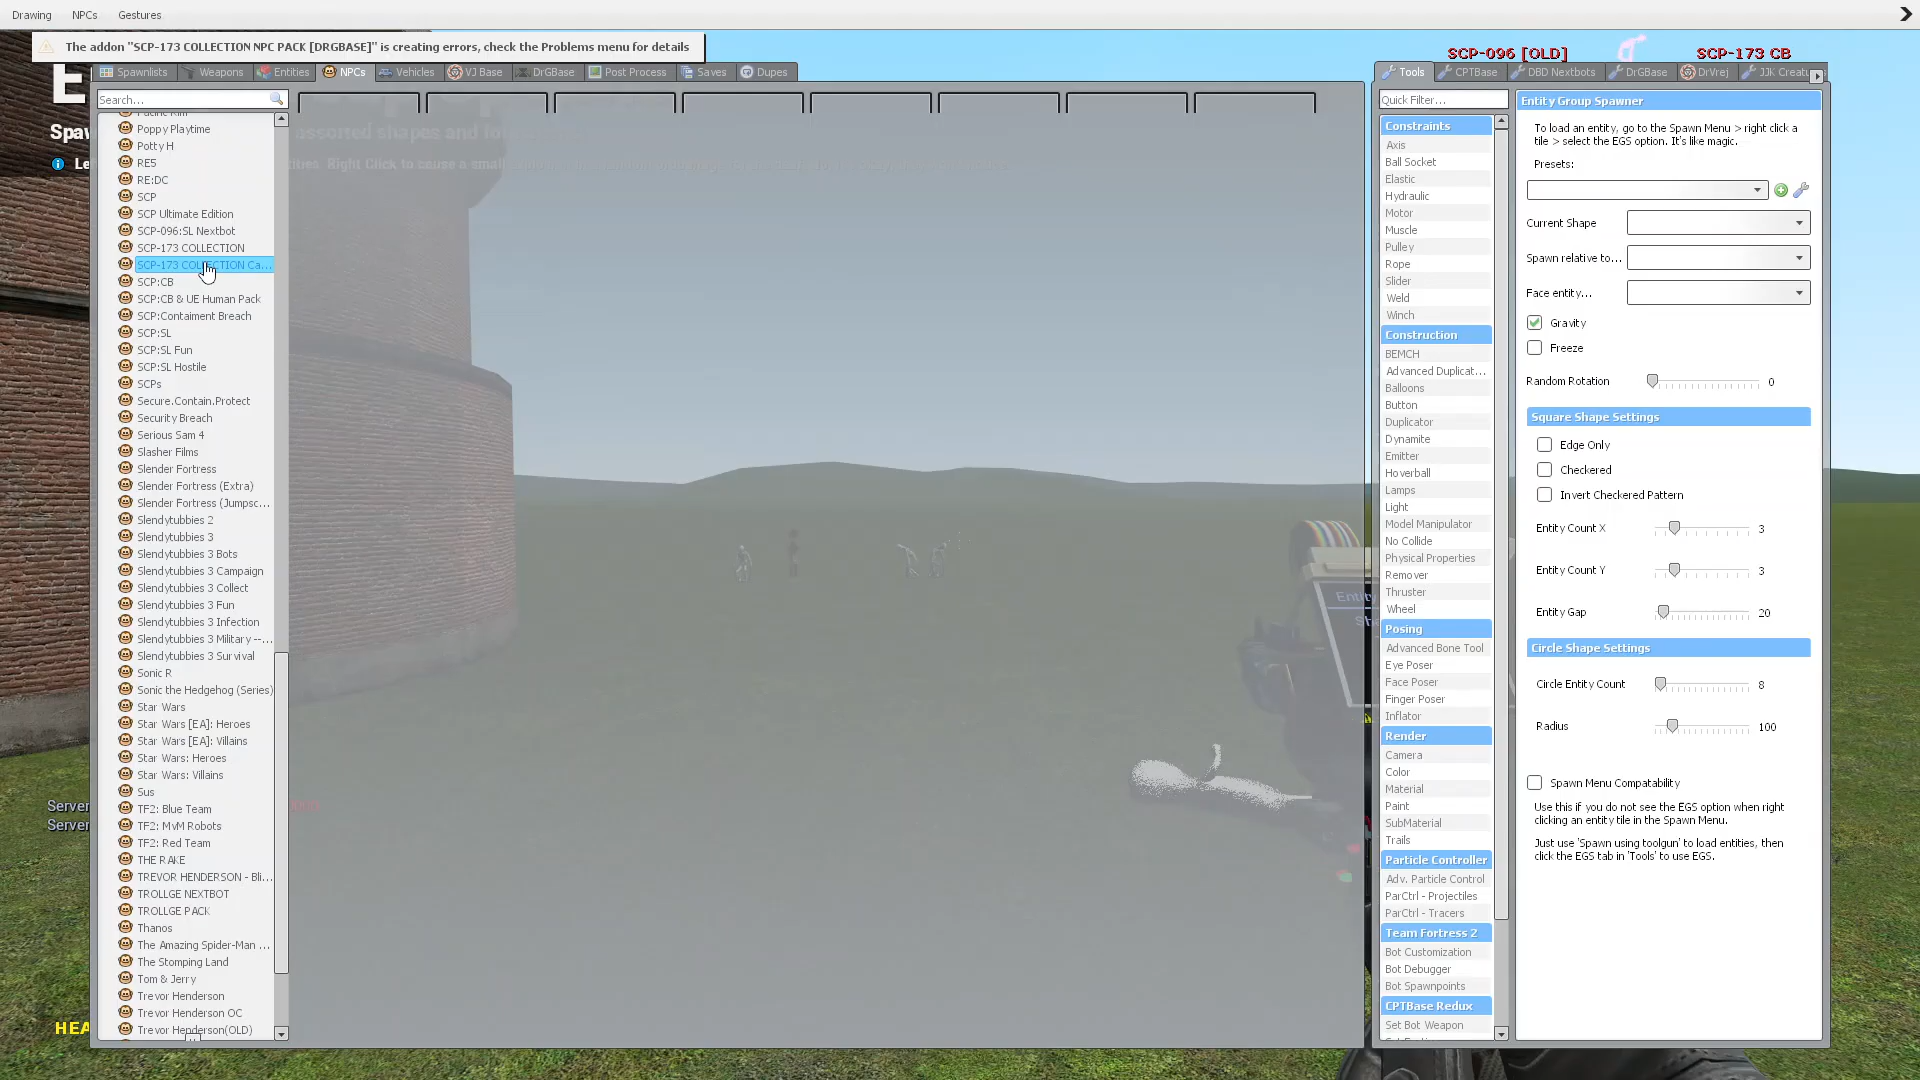 Drawing NPCs Gestures
The addon "SCP-173 COLLECTION NPC PACK [DRGBASE]" is creating errors, check the Problems menu for details
SCP-096 [OLD] SCP-173 CB
Spawnlists Weapons Entities NPCs Vehicles VJ Base DrGBase Post Process Saves Dupes
Search...
Poppy Playtime
Potty H
RE5
RE:DC
SCP
SCP Ultimate Edition
SCP-096:SL Nextbot
SCP-173 COLLECTION
SCP-173 COLLECTION Ca...
SCP:CB
SCP:CB & UE Human Pack
SCP:Contaiment Breach
SCP:SL
SCP:SL Fun
SCP:SL Hostile
SCPs
Secure.Contain.Protect
Security Breach
Serious Sam 4
Slasher Films
Slender Fortress
Slender Fortress (Extra)
Slender Fortress (Jumpsc...
Slendytubbies 2
Slendytubbies 3
Slendytubbies 3 Bots
Slendytubbies 3 Campaign
Slendytubbies 3 Collect
Slendytubbies 3 Fun
Slendytubbies 3 Infection
Slendytubbies 3 Military --...
Slendytubbies 3 Survival
Sonic R
Sonic the Hedgehog (Series)
Star Wars
Star Wars [EA]: Heroes
Star Wars [EA]: Villains
Star Wars: Heroes
Star Wars: Villains
Sus
TF2: Blue Team
TF2: MvM Robots
TF2: Red Team
THE RAKE
TREVOR HENDERSON - Bli...
TROLLGE NEXTBOT
TROLLGE PACK
Thanos
The Amazing Spider-Man ...
The Stomping Land
Tom & Jerry
Trevor Henderson
Trevor Henderson OC
Trevor Henderson(OLD)
Server
Server
HEA
assorted shapes and fo
Right Click to cause a small
Tools CPTBase DBD Nextbots DrGBase DrVrej JJK Creatu
Quick Filter...
Constraints
Axis
Ball Socket
Elastic
Hydraulic
Motor
Muscle
Pulley
Rope
Slider
Weld
Winch
Construction
BEMCH
Advanced Duplicat...
Balloons
Button
Duplicator
Dynamite
Emitter
Hoverball
Lamps
Light
Model Manipulator
No Collide
Physical Properties
Remover
Thruster
Wheel
Posing
Advanced Bone Tool
Eye Poser
Face Poser
Finger Poser
Inflator
Render
Camera
Color
Material
Paint
SubMaterial
Trails
Particle Controller
Adv. Particle Control
ParCtrl - Projectiles
ParCtrl - Tracers
Team Fortress 2
Bot Customization
Bot Debugger
Bot Spawnpoints
CPTBase Redux
Set Bot Weapon
Entity Group Spawner
To load an entity, go to the Spawn Menu > right click a
tile > select the EGS option. It's like magic.
Presets:
Current Shape
Spawn relative to...
Face entity...
Gravity
Freeze
Random Rotation 0
Square Shape Settings
Edge Only
Checkered
Invert Checkered Pattern
Entity Count X 3
Entity Count Y 3
Entity Gap 20
Circle Shape Settings
Circle Entity Count 8
Radius 100
Spawn Menu Compatability
Use this if you do not see the EGS option when right
clicking an entity tile in the Spawn Menu.
Just use 'Spawn using toolgun' to load entities, then
click the EGS tab in 'Tools' to use EGS.